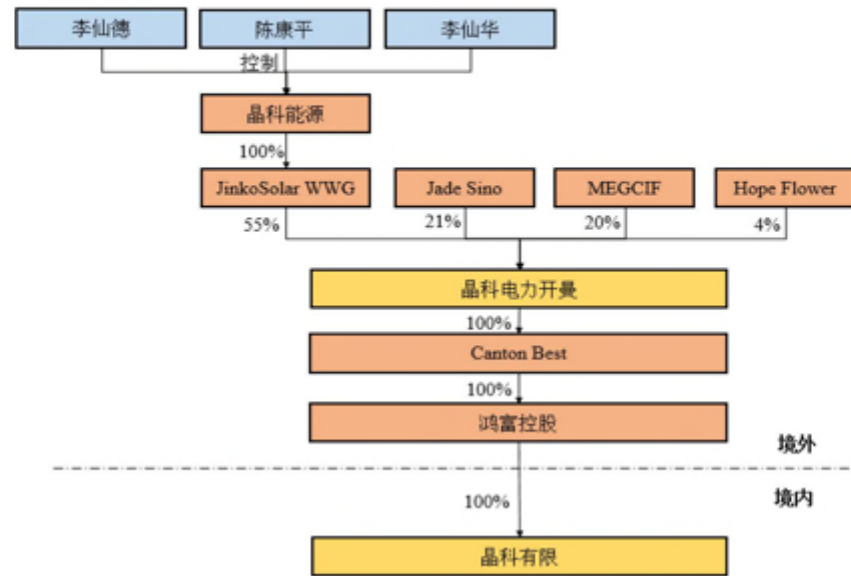 李仙德 陈康平 李仙华
控制
晶科能源
100%
JinkoSolar WWG Jade Sino MEGCIF Hope Flower
55% 21% 20% 4%
晶科电力开曼
100%
Canton Best
100%
鸿富控股
境外
境内
100%
晶科有限